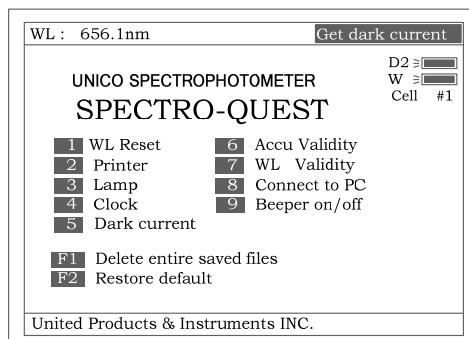 WL : 656.1nm Get dark current
D2
UNICO SPECTROPHOTOMETER W
Cell #1
SPECTRO-QUEST
1 WL Reset 6 Accu Validity
2 Printer 7 WL Validity
3 Lamp 8 Connect to PC
4 Clock 9 Beeper on/off
5 Dark current
F1 Delete entire saved files
F2 Restore default
United Products & Instruments INC.